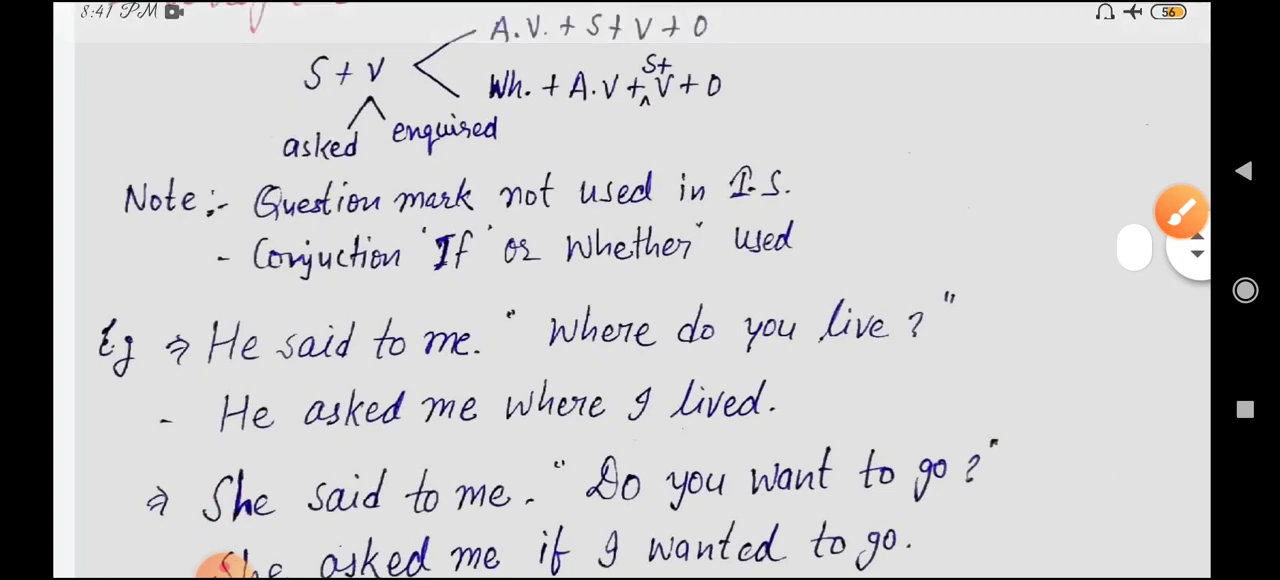 8:41 PM 56
A.V. + S + V + O
S + V
Wh. + A.V + S + V + O
asked enquired
Note :- Question mark not used in I.S.
- Conjuction 'If' or Whether' used
Eg ⇒ He said to me. " Where do you live ? "
- He asked me where I lived.
⇒ She said to me. " Do you want to go ? "
She asked me if I wanted to go.